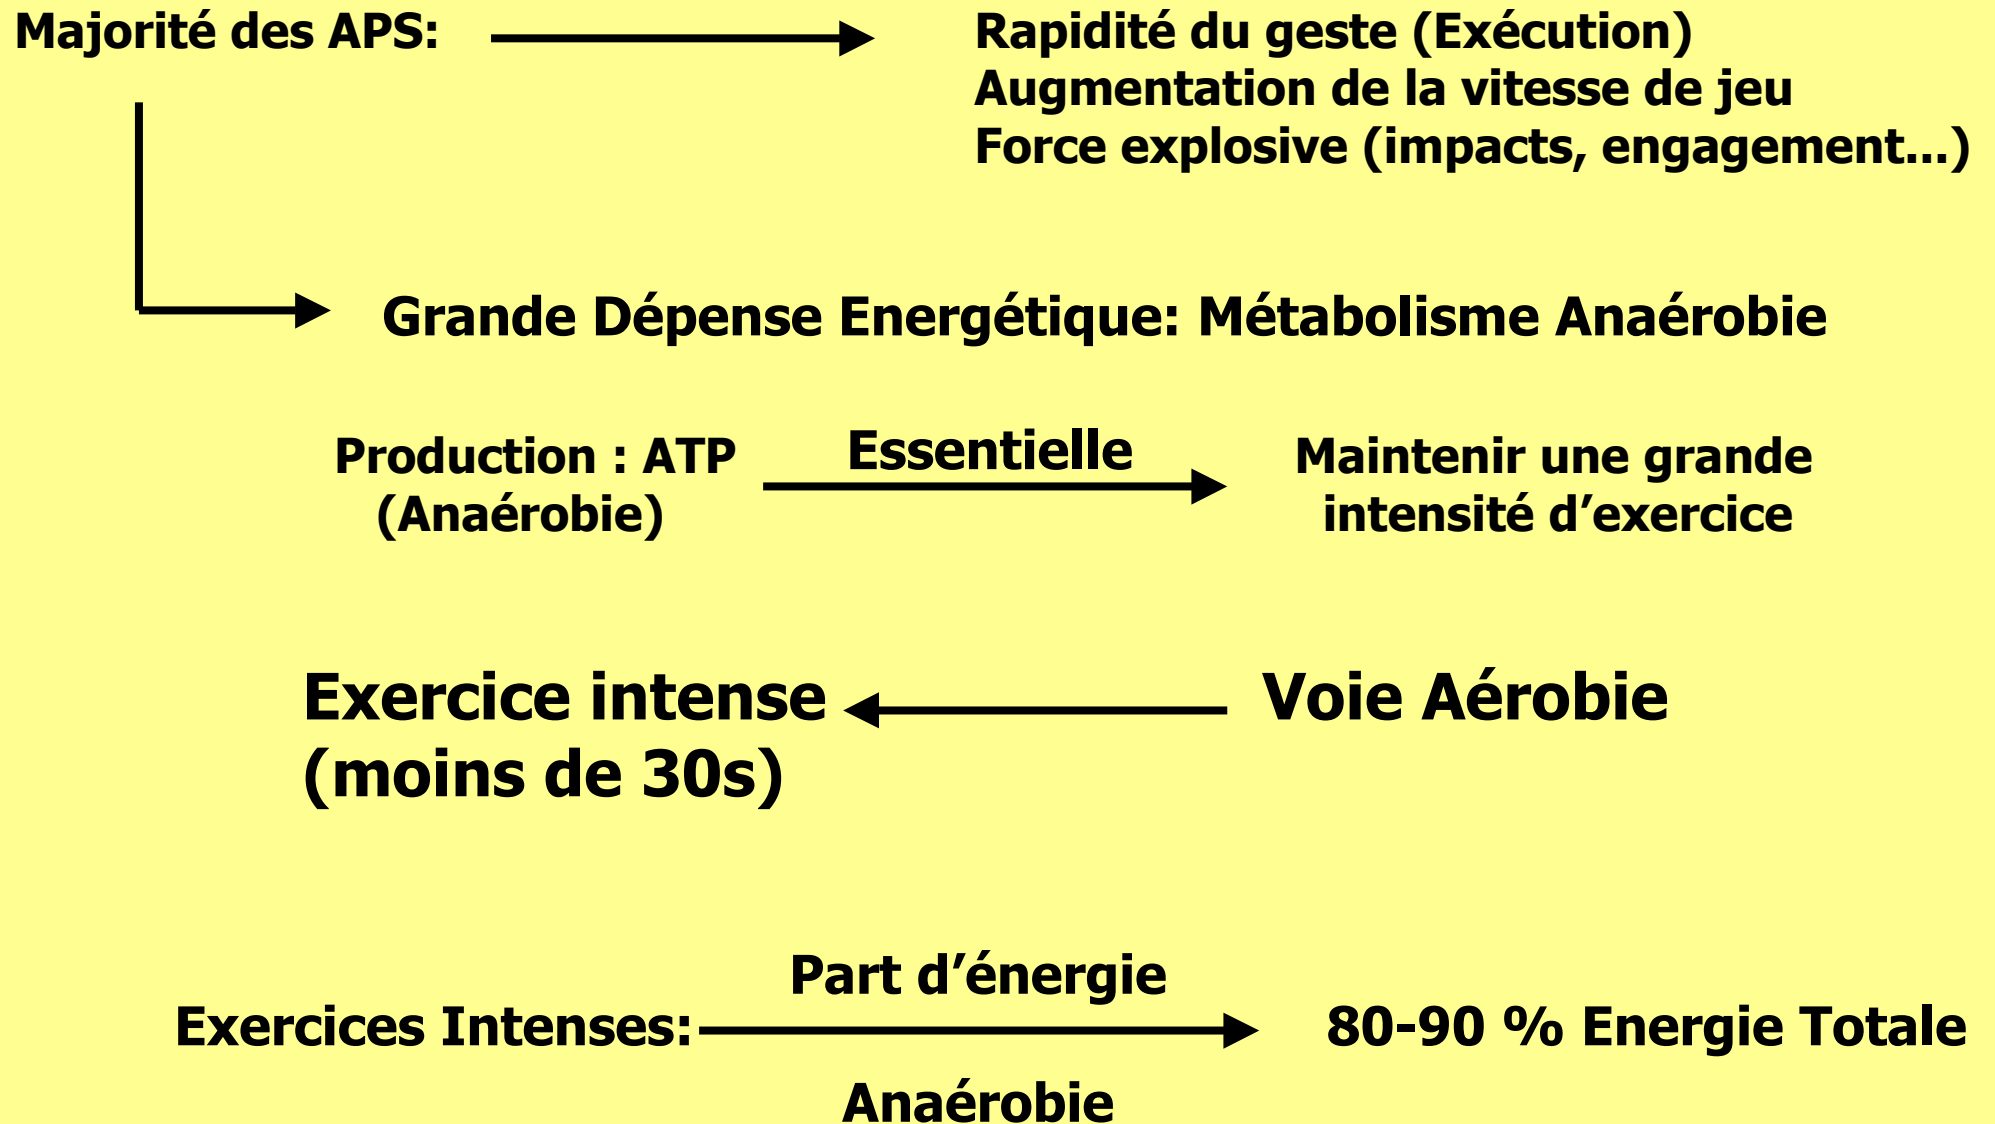 Majorité des APS:
Rapidité du geste (Exécution)
Augmentation de la vitesse de jeu
Force explosive (impacts, engagement...)
Grande Dépense Energétique: Métabolisme Anaérobie
Production : ATP
(Anaérobie)
Essentielle
Maintenir une grande
intensité d’exercice
Exercice intense
(moins de 30s)
Voie Aérobie
Exercices Intenses:
Part d’énergie
Anaérobie
80-90 % Energie Totale